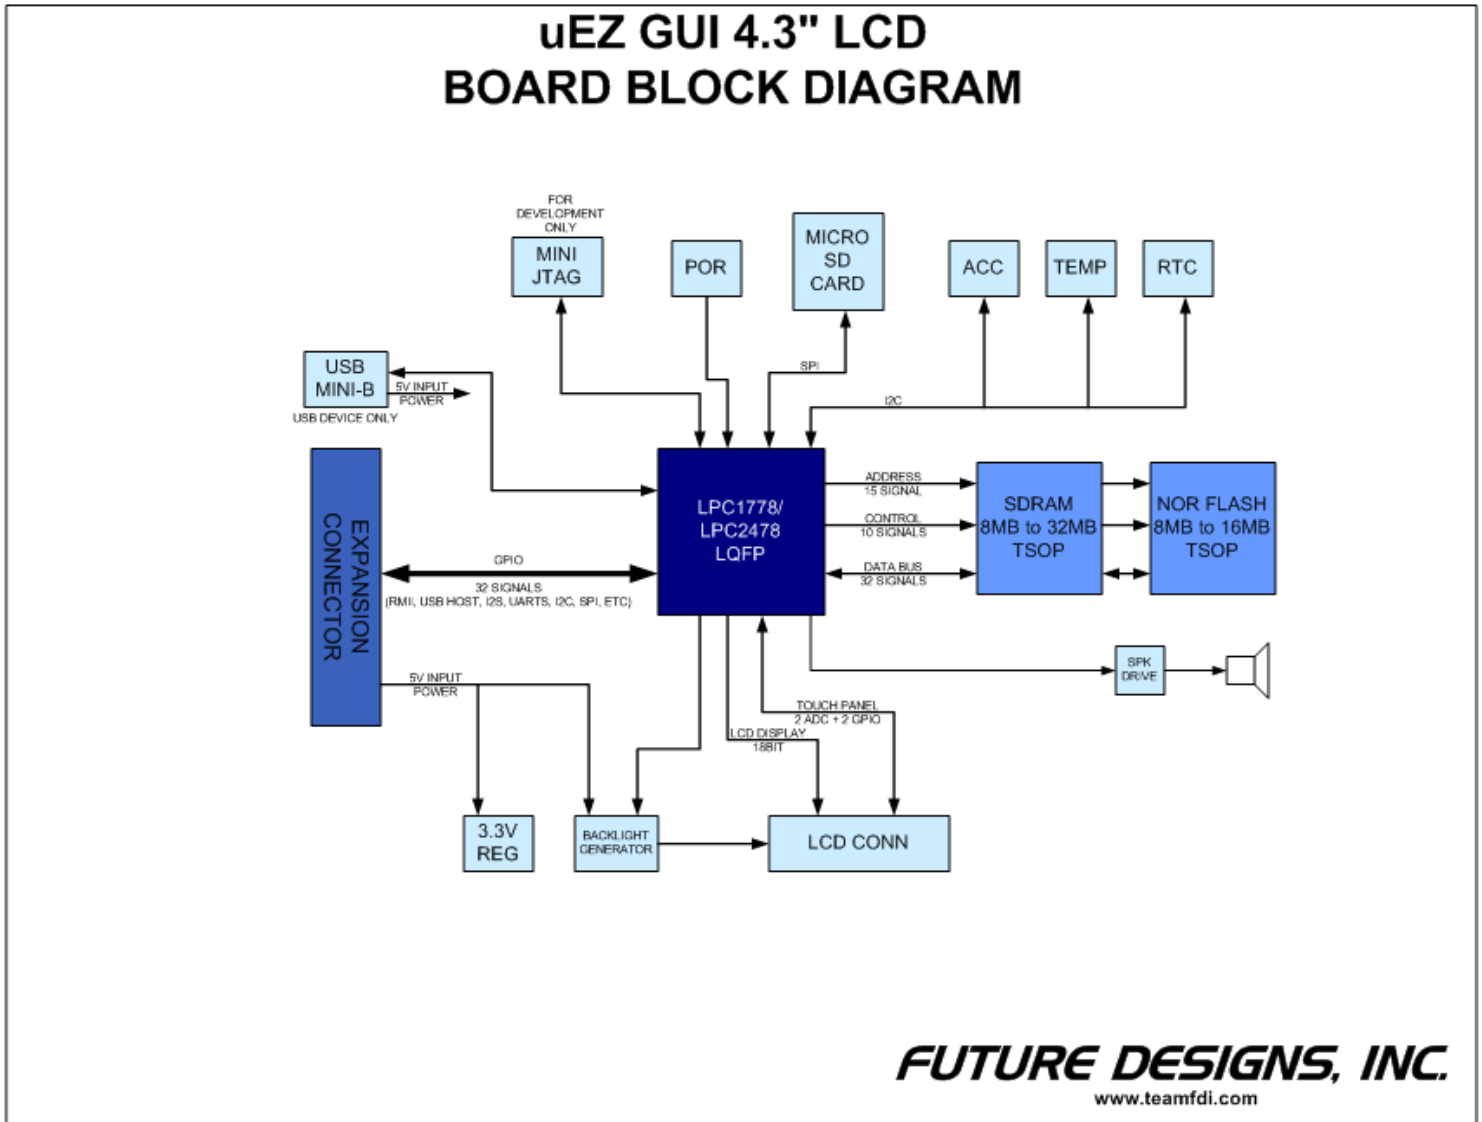 uEZ GUI 4.3" LCD
BOARD BLOCK DIAGRAM
FOR
DEVELOPMENT
ONLY
MINI
JTAG
POR
MICRO
SD
CARD
ACC
TEMP
RTC
SPI
I2C
USB
MINI-B
5V INPUT
POWER
USB DEVICE ONLY
EXPANSION
CONNECTOR
GPIO
32 SIGNALS
(RMII, USB HOST, I2S, UARTS, I2C, SPI, ETC)
LPC1778/
LPC2478
LQFP
ADDRESS
15 SIGNAL
CONTROL
10 SIGNALS
DATA BUS
32 SIGNALS
SDRAM
8MB to 32MB
TSOP
NOR FLASH
8MB to 16MB
TSOP
5V INPUT
POWER
TOUCH PANEL
2 ADC + 2 GPIO
LCD DISPLAY
18BIT
SPK
DRIVE
3.3V
REG
BACKLIGHT
GENERATOR
LCD CONN
FUTURE DESIGNS, INC.
www.teamfdi.com